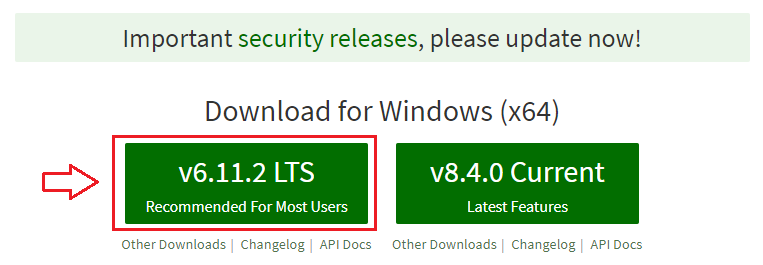 Important security releases, please update now!
Download for Windows (x64)
v6.11.2 LTS
Recommended For Most Users
v8.4.0 Current
Latest Features
Other Downloads | Changelog | API Docs
Other Downloads | Changelog | API Docs